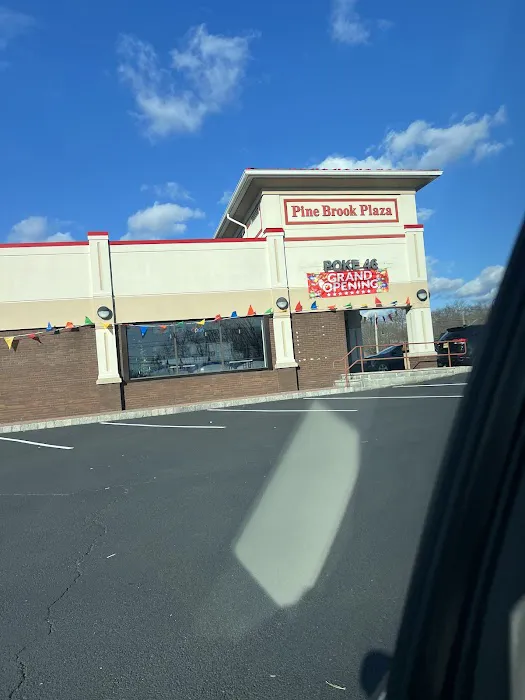 Pine Brook Plaza
POKE 46
GRAND
OPENING